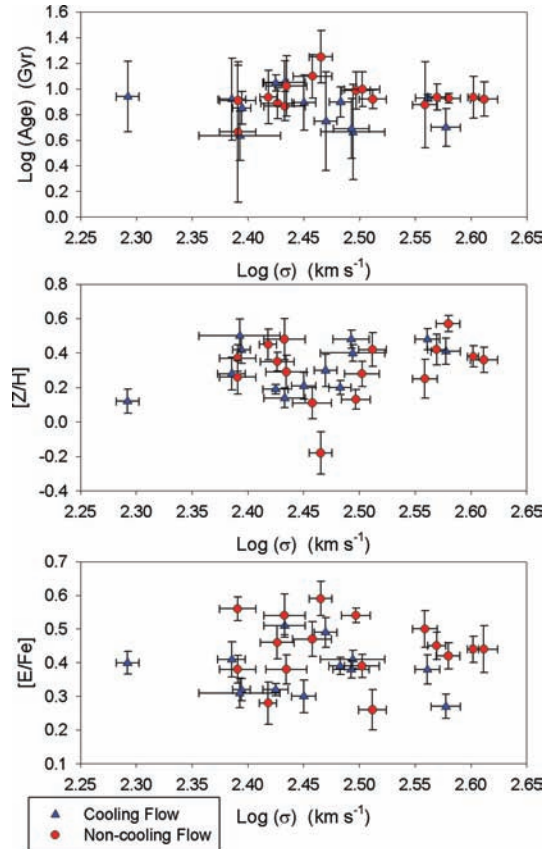 1.6
1.4
1.2
1.0
0.8
0.6
0.4
0.2
0.0
Log (Age) (Gyr)
2.25 2.30 2.35 2.40 2.45 2.50 2.55 2.60 2.65
Log (σ) (km s⁻¹)
0.8
0.6
0.4
0.2
0.0
-0.2
-0.4
[Z/H]
2.25 2.30 2.35 2.40 2.45 2.50 2.55 2.60 2.65
Log (σ) (km s⁻¹)
0.7
0.6
0.5
0.4
0.3
0.2
0.1
[E/Fe]
2.25 2.30 2.35 2.40 2.45 2.50 2.55 2.60 2.65
Log (σ) (km s⁻¹)
Cooling Flow
Non-cooling Flow